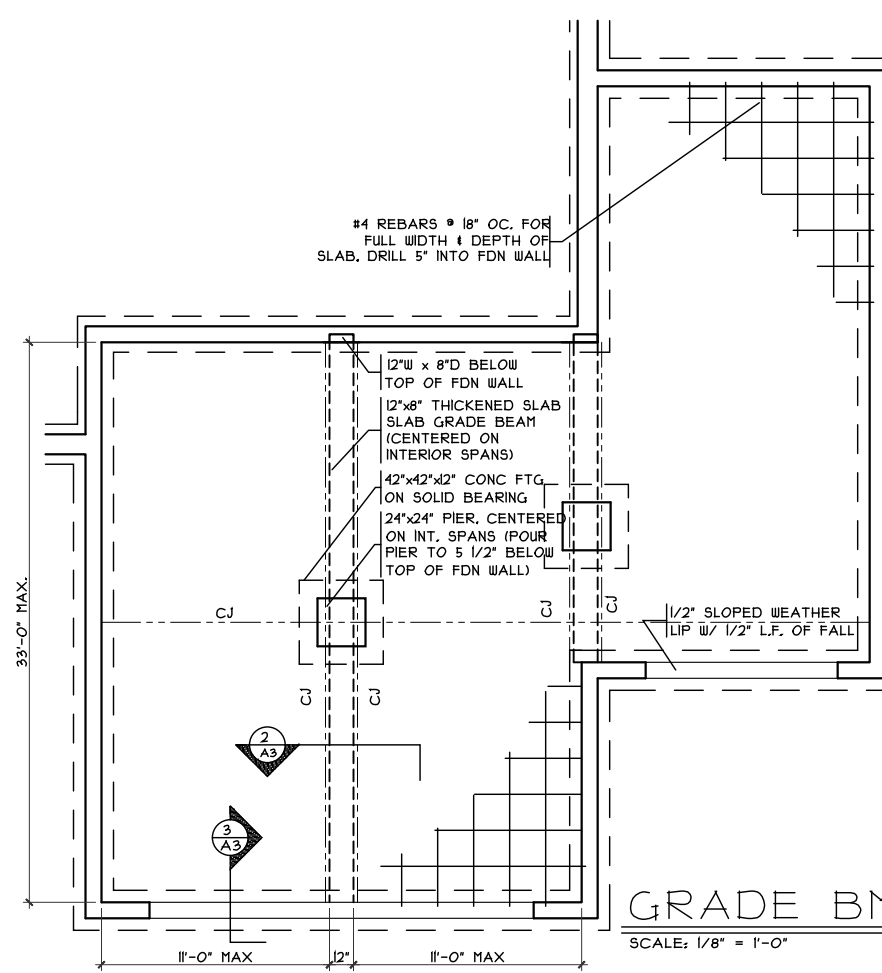 #4 REBARS @ 18" OC. FOR
FULL WIDTH & DEPTH OF
SLAB. DRILL 5" INTO FDN WALL
12"W x 8"D BELOW
TOP OF FDN WALL
12"x8" THICKENED SLAB
SLAB GRADE BEAM
(CENTERED ON
INTERIOR SPANS)
42"x42"x12" CONC FTG
ON SOLID BEARING
24"x24" PIER, CENTERED
ON INT. SPANS (POUR
PIER TO 5 1/2" BELOW
TOP OF FDN WALL)
33'-0" MAX.
CJ
CJ
CJ
1/2" SLOPED WEATHER
LIP W/ 1/2" L.F. OF FALL
CJ
CJ
2
A3
3
A3
GRADE
SCALE: 1/8" = 1'-0"
11'-0" MAX
12"
11'-0" MAX